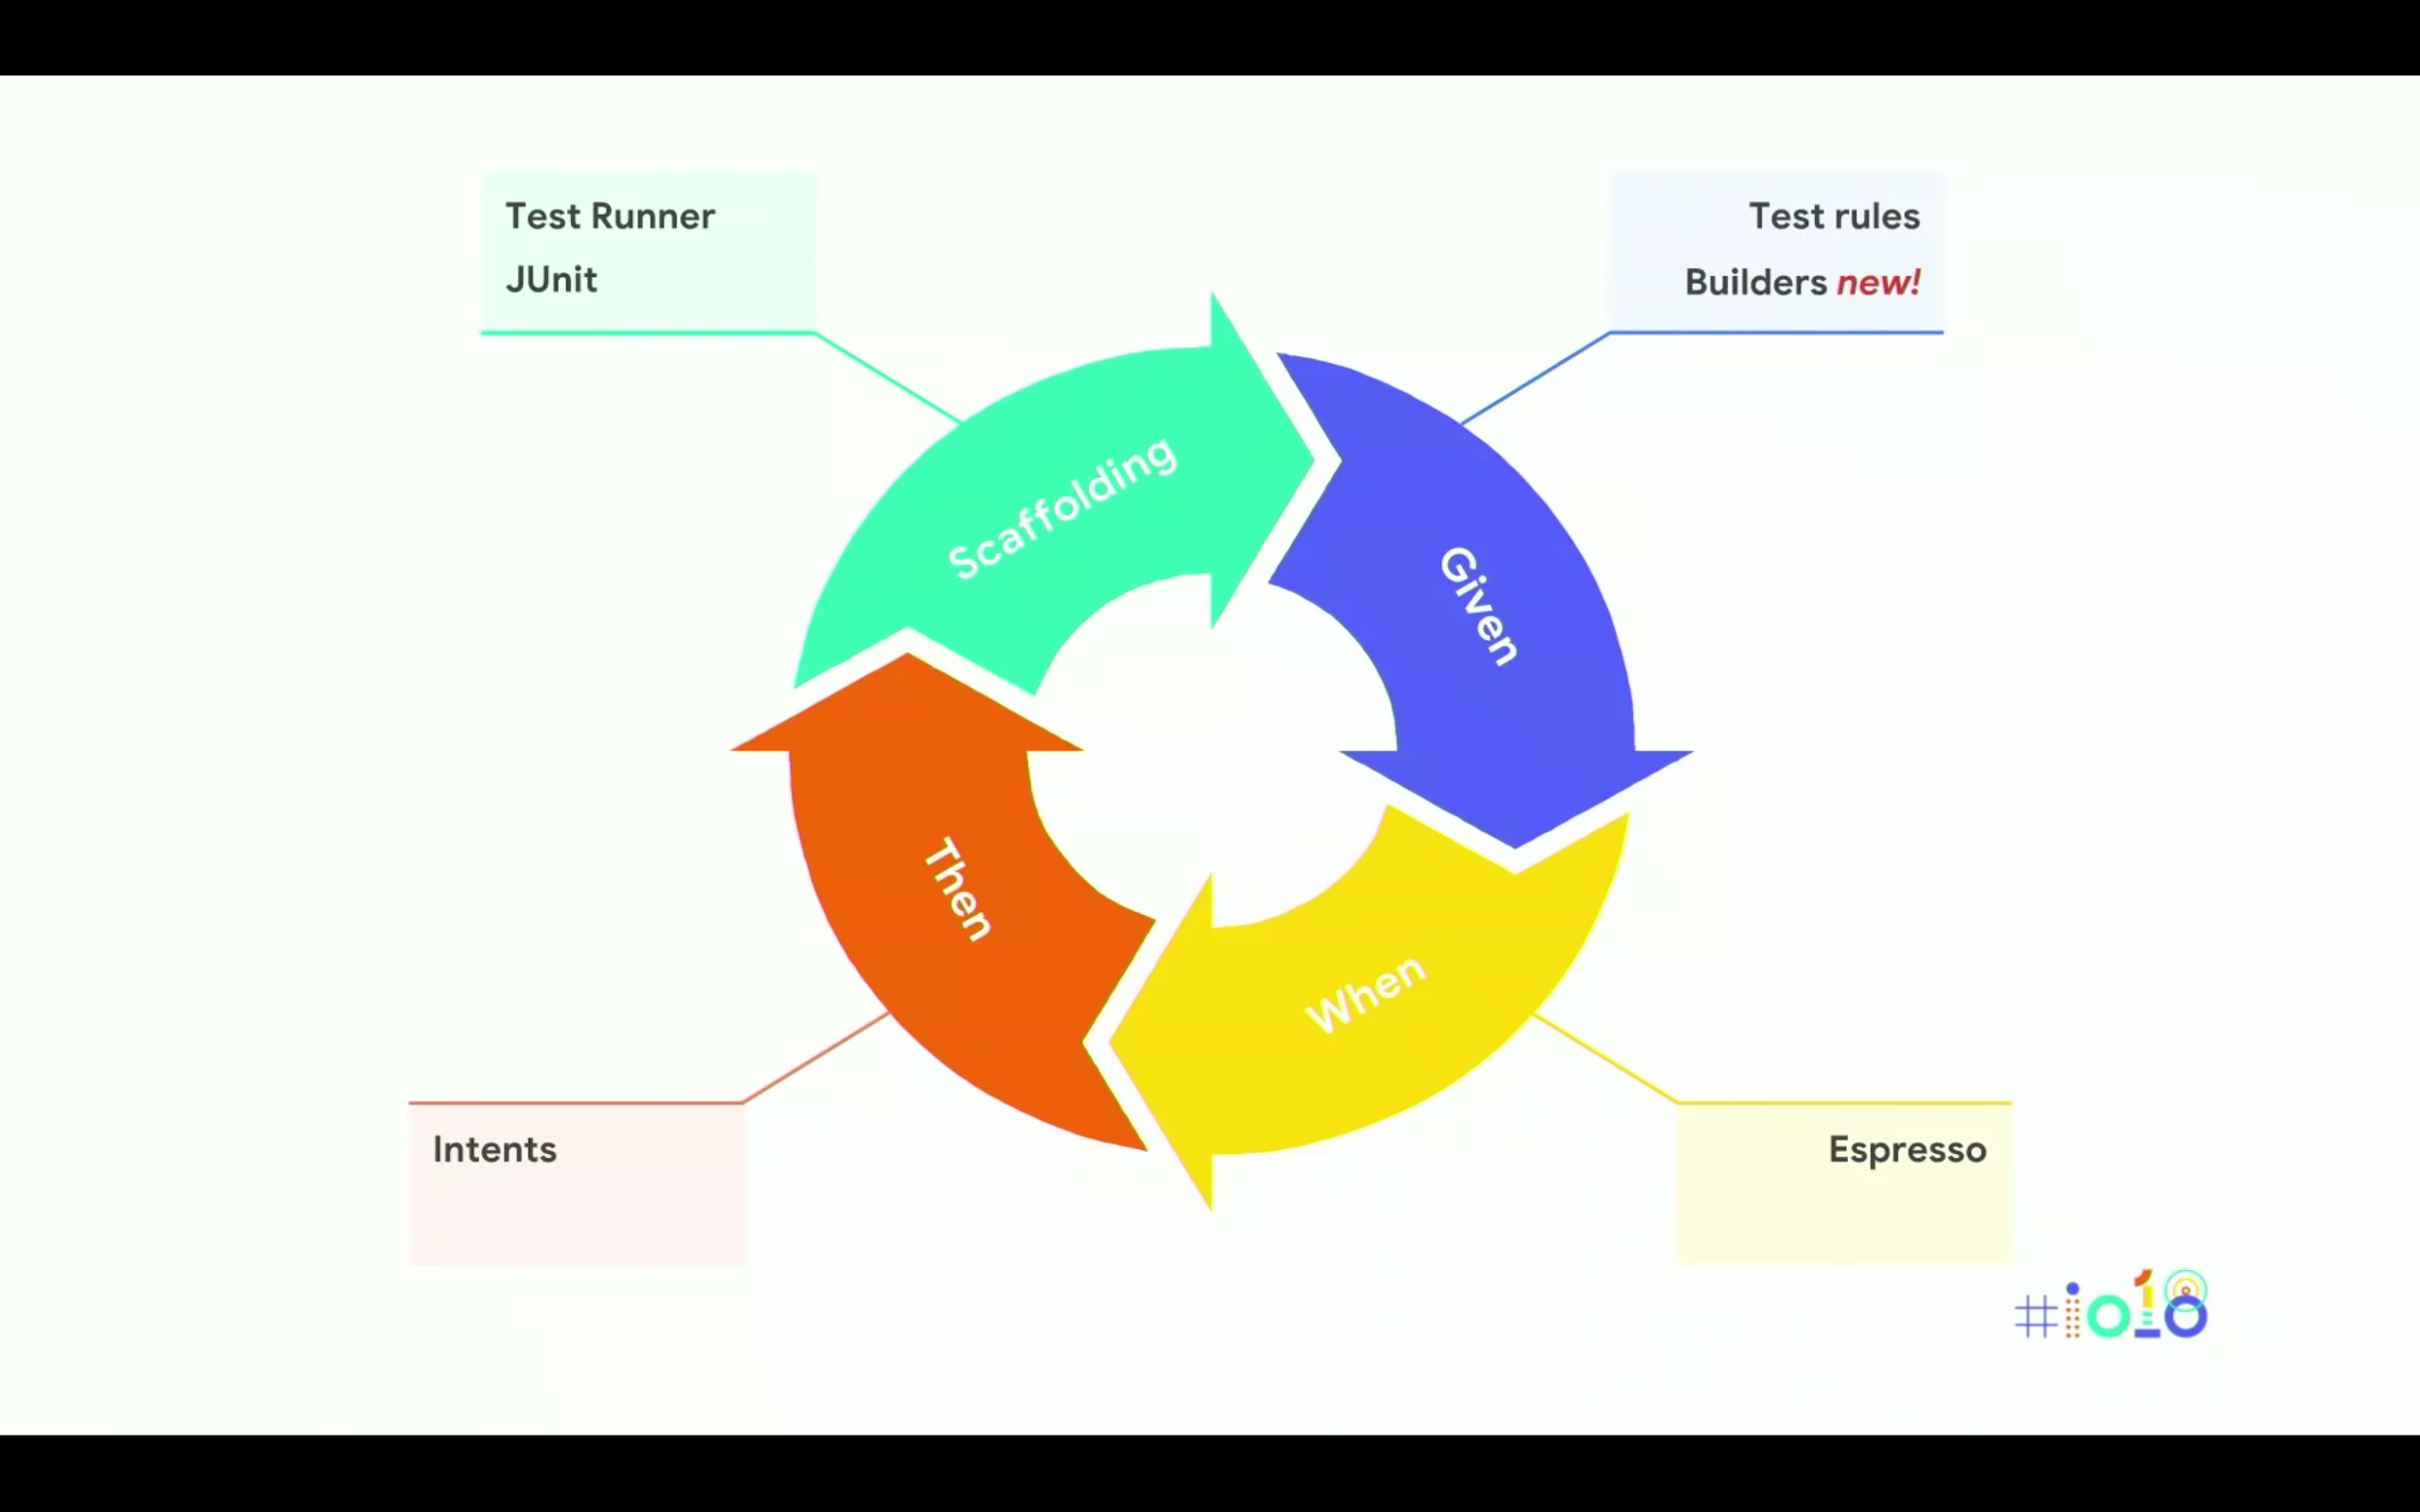 Test Runner
JUnit
Test rules
Builders new!
Scaffolding
Given
Then
When
Intents
Espresso
#io18